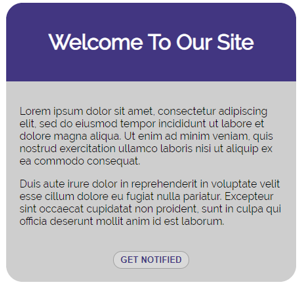 Welcome To Our Site
Lorem ipsum dolor sit amet, consectetur adipiscing
elit, sed do eiusmod tempor incididunt ut labore et
dolore magna aliqua. Ut enim ad minim veniam, quis
nostrud exercitation ullamco laboris nisi ut aliquip ex
ea commodo consequat.
Duis aute irure dolor in reprehenderit in voluptate velit
esse cillum dolore eu fugiat nulla pariatur. Excepteur
sint occaecat cupidatat non proident, sunt in culpa qui
officia deserunt mollit anim id est laborum.
GET NOTIFIED